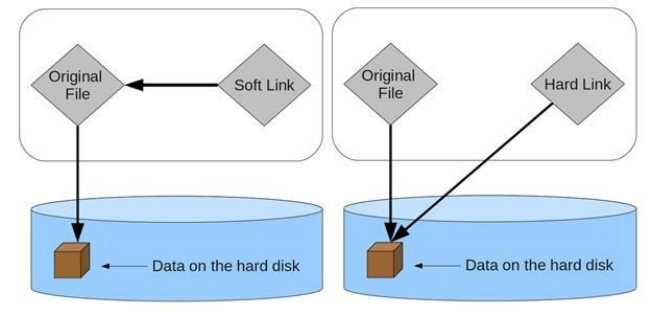 Original
File
Soft Link
Data on the hard disk
Original
File
Hard Link
Data on the hard disk